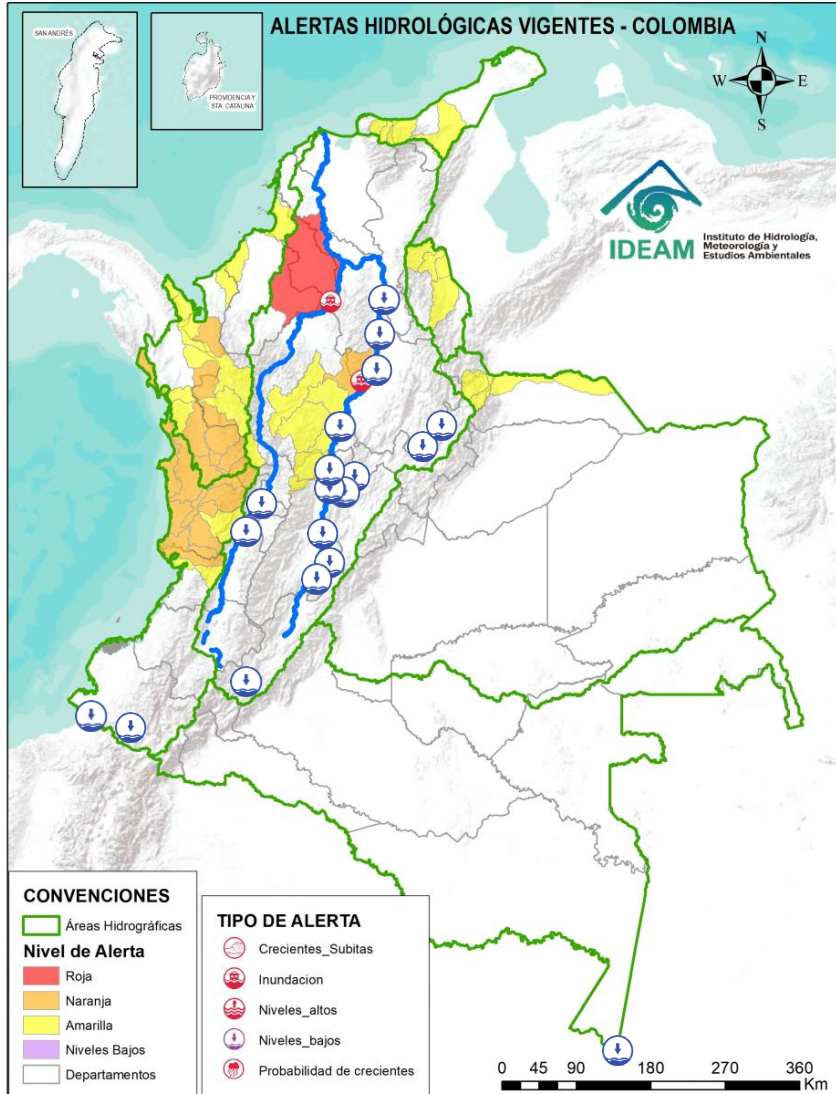 ALERTAS HIDROLÓGICAS VIGENTES - COLOMBIA
SAN ANDRÉS
PROVIDENCIA Y
STA. CATALINA
N
W
E
S
IDEAM
Instituto de Hidrología,
Meteorología y
Estudios Ambientales
CONVENCIONES
Áreas Hidrográficas
Nivel de Alerta
Roja
Naranja
Amarilla
Niveles Bajos
Departamentos
TIPO DE ALERTA
Crecientes_Subitas
Inundacion
Niveles_altos
Niveles_bajos
Probabilidad de crecientes
0 45 90 180 270 360
Km